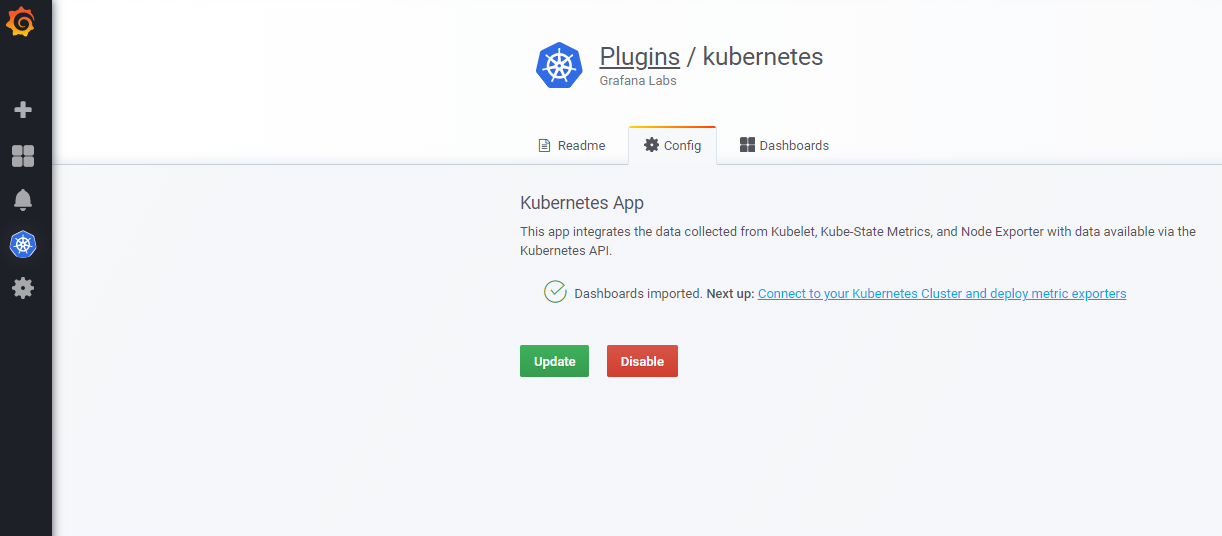 Plugins / kubernetes
Grafana Labs
Readme
Config
Dashboards
Kubernetes App
This app integrates the data collected from Kubelet, Kube-State Metrics, and Node Exporter with data available via the
Kubernetes API.
Dashboards imported. Next up: Connect to your Kubernetes Cluster and deploy metric exporters
Update
Disable